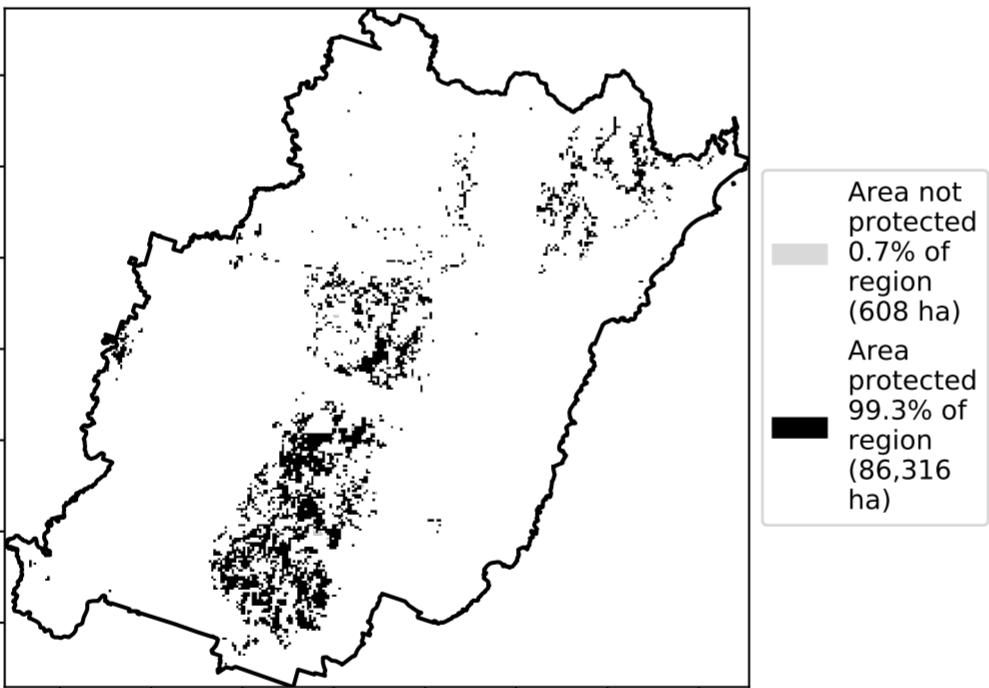 Area not
protected
0.7% of
region
(608 ha)
Area
protected
99.3% of
region
(86,316
ha)